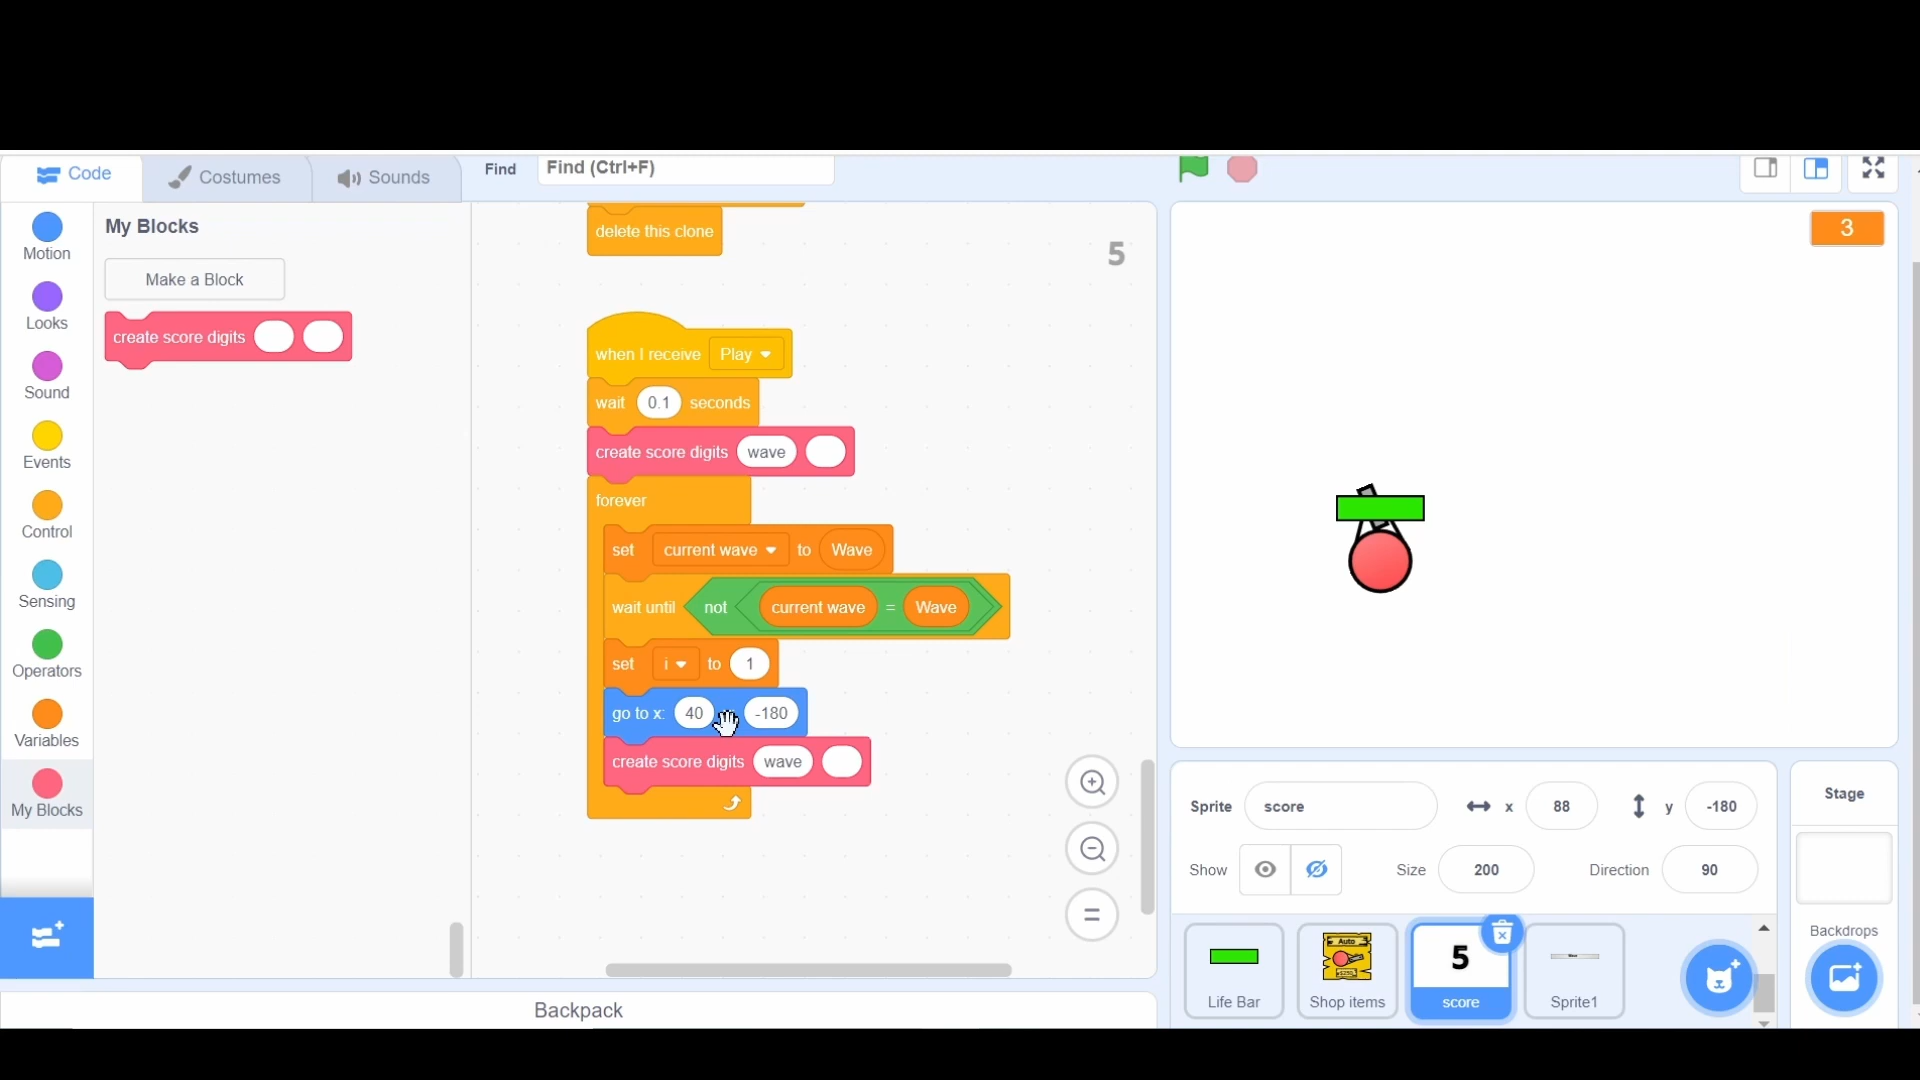 Code
Costumes
Sounds
Find
Find (Ctrl+F)
Motion
Looks
Sound
Events
Control
Sensing
Operators
Variables
My Blocks
My Blocks
Make a Block
create score digits
delete this clone
5
when I receive Play
wait 0.1 seconds
create score digits wave
forever
set current wave to Wave
wait until not current wave = Wave
set i to 1
go to x: 40 -180
create score digits wave
Backpack
3
Sprite score x 88 y -180
Show Size 200 Direction 90
Stage
Backdrops
Life Bar
Auto
Shop items
5
score
Sprite1